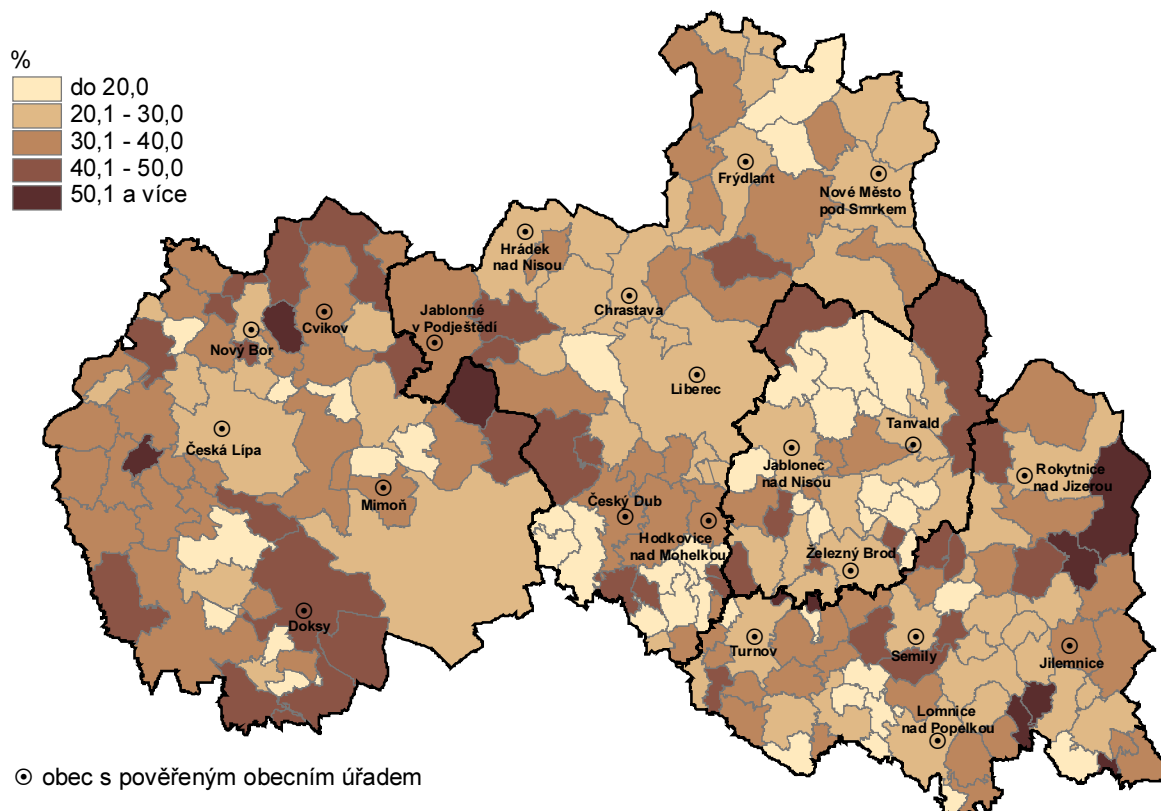 %
do 20,0
20,1 - 30,0
30,1 - 40,0
40,1 - 50,0
50,1 a více
Frýdlant
Nové Město
pod Smrkem
Hrádek
nad Nisou
Chrastava
Jablonné
v Podještědí
Cvikov
Nový Bor
Liberec
Česká Lípa
Tanvald
Jablonec
nad Nisou
Rokytnice
nad Jizerou
Mimoň
Český Dub
Hodkovice
nad Mohelkou
Železný Brod
Doksy
Turnov
Semily
Jilemnice
Lomnice
nad Popelkou
obec s pověřeným obecním úřadem